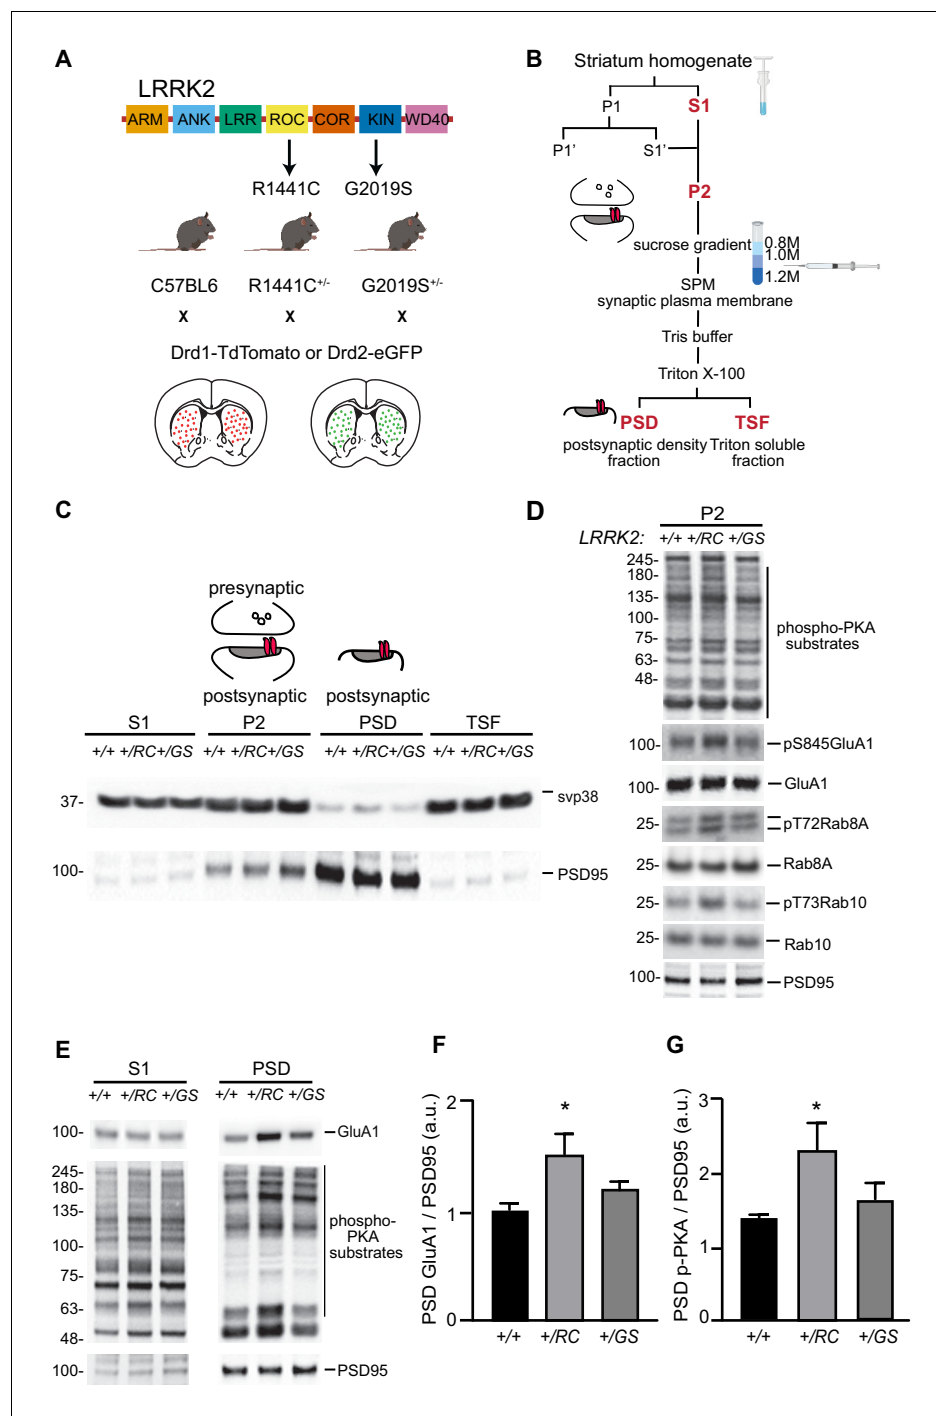 A
LRRK2
ARM ANK LRR ROC COR KIN WD40
R1441C G2019S
C57BL6 R1441C+/- G2019S+/-
X X X
Drd1-TdTomato or Drd2-eGFP
B
Striatum homogenate
P1 S1
P1' S1'
P2
sucrose gradient
0.8M
1.0M
1.2M
SPM
synaptic plasma membrane
Tris buffer
Triton X-100
PSD TSF
postsynaptic density Triton soluble
fraction fraction
C
presynaptic
postsynaptic postsynaptic
S1 P2 PSD TSF
+/+ +/RC +/GS +/+ +/RC +/GS +/+ +/RC +/GS +/+ +/RC +/GS
37- svp38
100- PSD95
D
P2
LRRK2: +/+ +/RC +/GS
245-
180-
135-
100-
75-
63-
48-
phospho-PKA
substrates
100- pS845GluA1
100- GluA1
25- pT72Rab8A
25- Rab8A
25- pT73Rab10
25- Rab10
100- PSD95
E
S1 PSD
+/+ +/RC +/GS +/+ +/RC +/GS
100- GluA1
245-
180-
135-
100-
75-
63-
48-
phospho-
PKA
substrates
100- PSD95
F
PSD GluA1 / PSD95 (a.u.)
2
1
0
*
+/+ +/RC +/GS
G
PSD p-PKA / PSD95 (a.u.)
3
2
1
0
*
+/+ +/RC +/GS